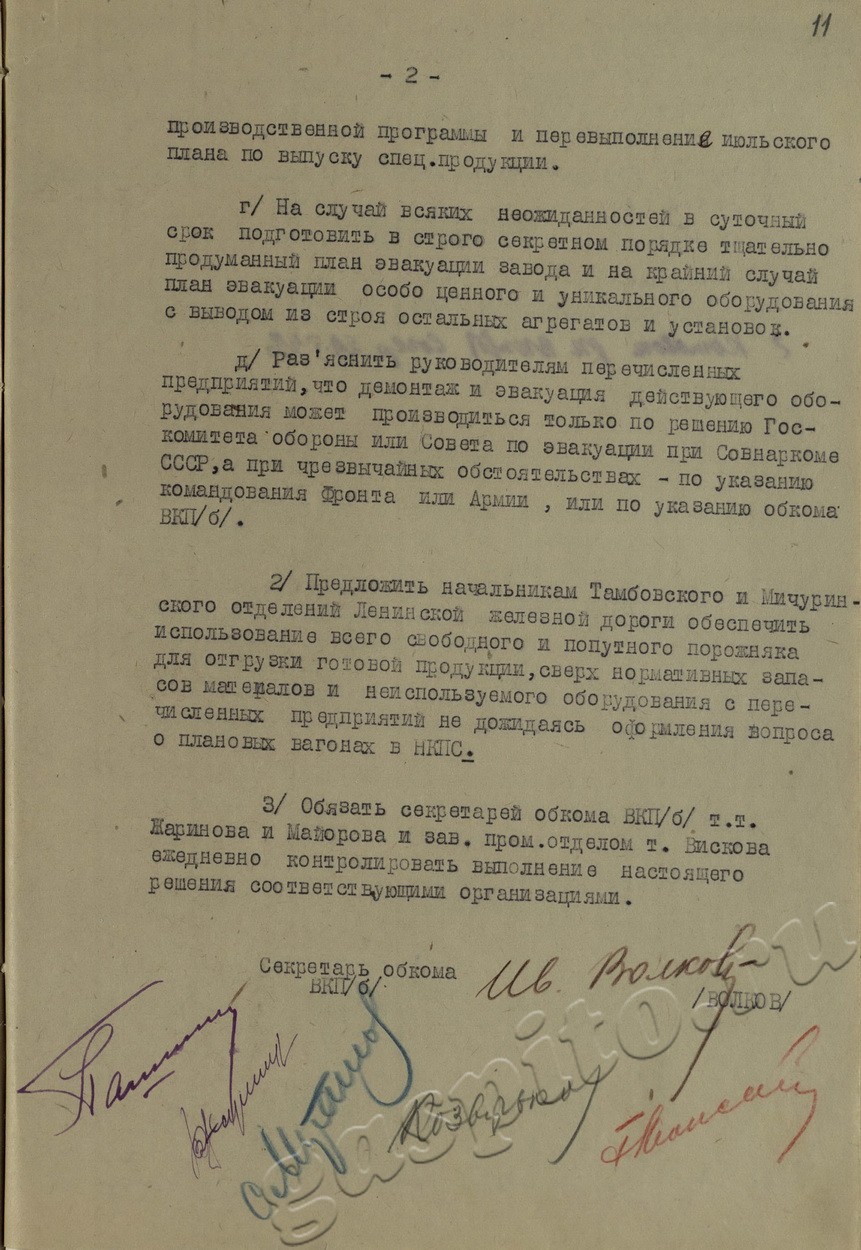 11
- 2 -
производственной программы и перевыполнение июльского
плана по выпуску спец.продукции.
г/ На случай всяких неожиданностей в суточный
срок подготовить в строго секретном порядке тщательно
продуманный план эвакуации завода и на крайний случай
план эвакуации особо ценного и уникального оборудования
с выводом из строя остальных агрегатов и установок.
д/ Раз'яснить руководителям перечисленных
предприятий,что демонтаж и эвакуация действующего обо-
рудования может производиться только по решению Гос-
комитета обороны или Совета по эвакуации при Совнаркоме
СССР,а при чрезвычайных обстоятельствах - по указанию
командования Фронта или Армии , или по указанию обкома
ВКП/б/.
2/ Предложить начальникам Тамбовского и Мичурин-
ского отделений Ленинской железной дороги обеспечить
использование всего свободного и попутного порожняка
для отгрузки готовой продукции,сверх нормативных запа-
сов материалов и неиспользуемого оборудования с пере-
численных предприятий не дожидаясь оформления вопроса
о плановых вагонах в НКПС.
3/ Обязать секретарей обкома ВКП/б/ т.т.
Жаринова и Майорова и зав. пром.отделом т. Вискова
ежедневно контролировать выполнение настоящего
решения соответствующими организациями.
Секретарь обкома
ВКП/б/
Ив. Волков
/ВОЛКОВ/
gaspito.ru